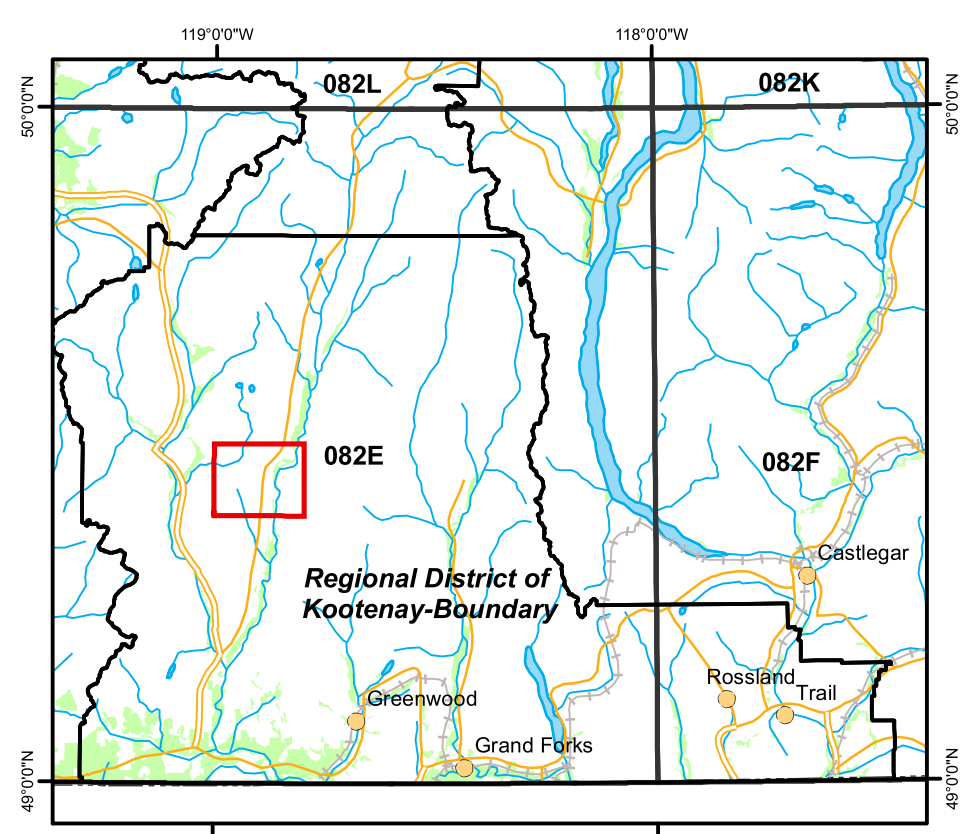 119°0'0"W
118°0'0"W
082L
082K
50°0'0"N
50°0'0"N
082E
082F
Castlegar
Regional District of
Kootenay-Boundary
Rossland
Trail
Greenwood
Grand Forks
49°0'0"N
49°0'0"N